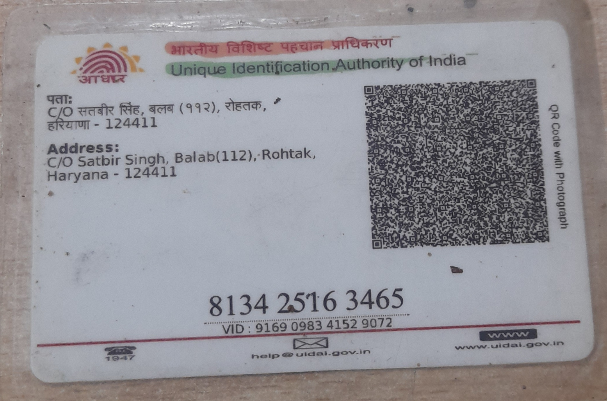 आधार
भारतीय विशिष्ट पहचान प्राधिकरण
Unique Identification Authority of India
पता:
C/O सतबीर सिंह, बलब (११२), रोहतक,
हरियाणा - 124411
Address:
C/O Satbir Singh, Balab(112), Rohtak,
Haryana - 124411
QR Code with Photograph
8134 2516 3465
VID : 9169 0983 4152 9072
1947
help@uidai.gov.in
www
www.uidai.gov.in